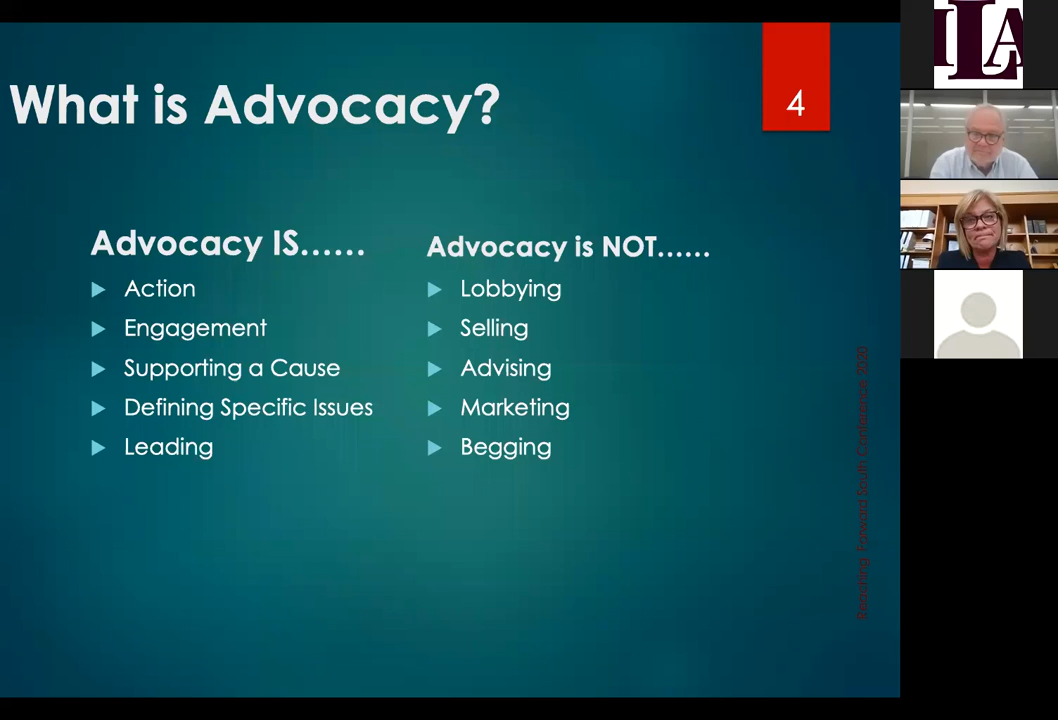 LA
4
What is Advocacy?
Advocacy IS……
Action
Engagement
Supporting a Cause
Defining Specific Issues
Leading
Advocacy is NOT……
Lobbying
Selling
Advising
Marketing
Begging
Forward South Conference 2020